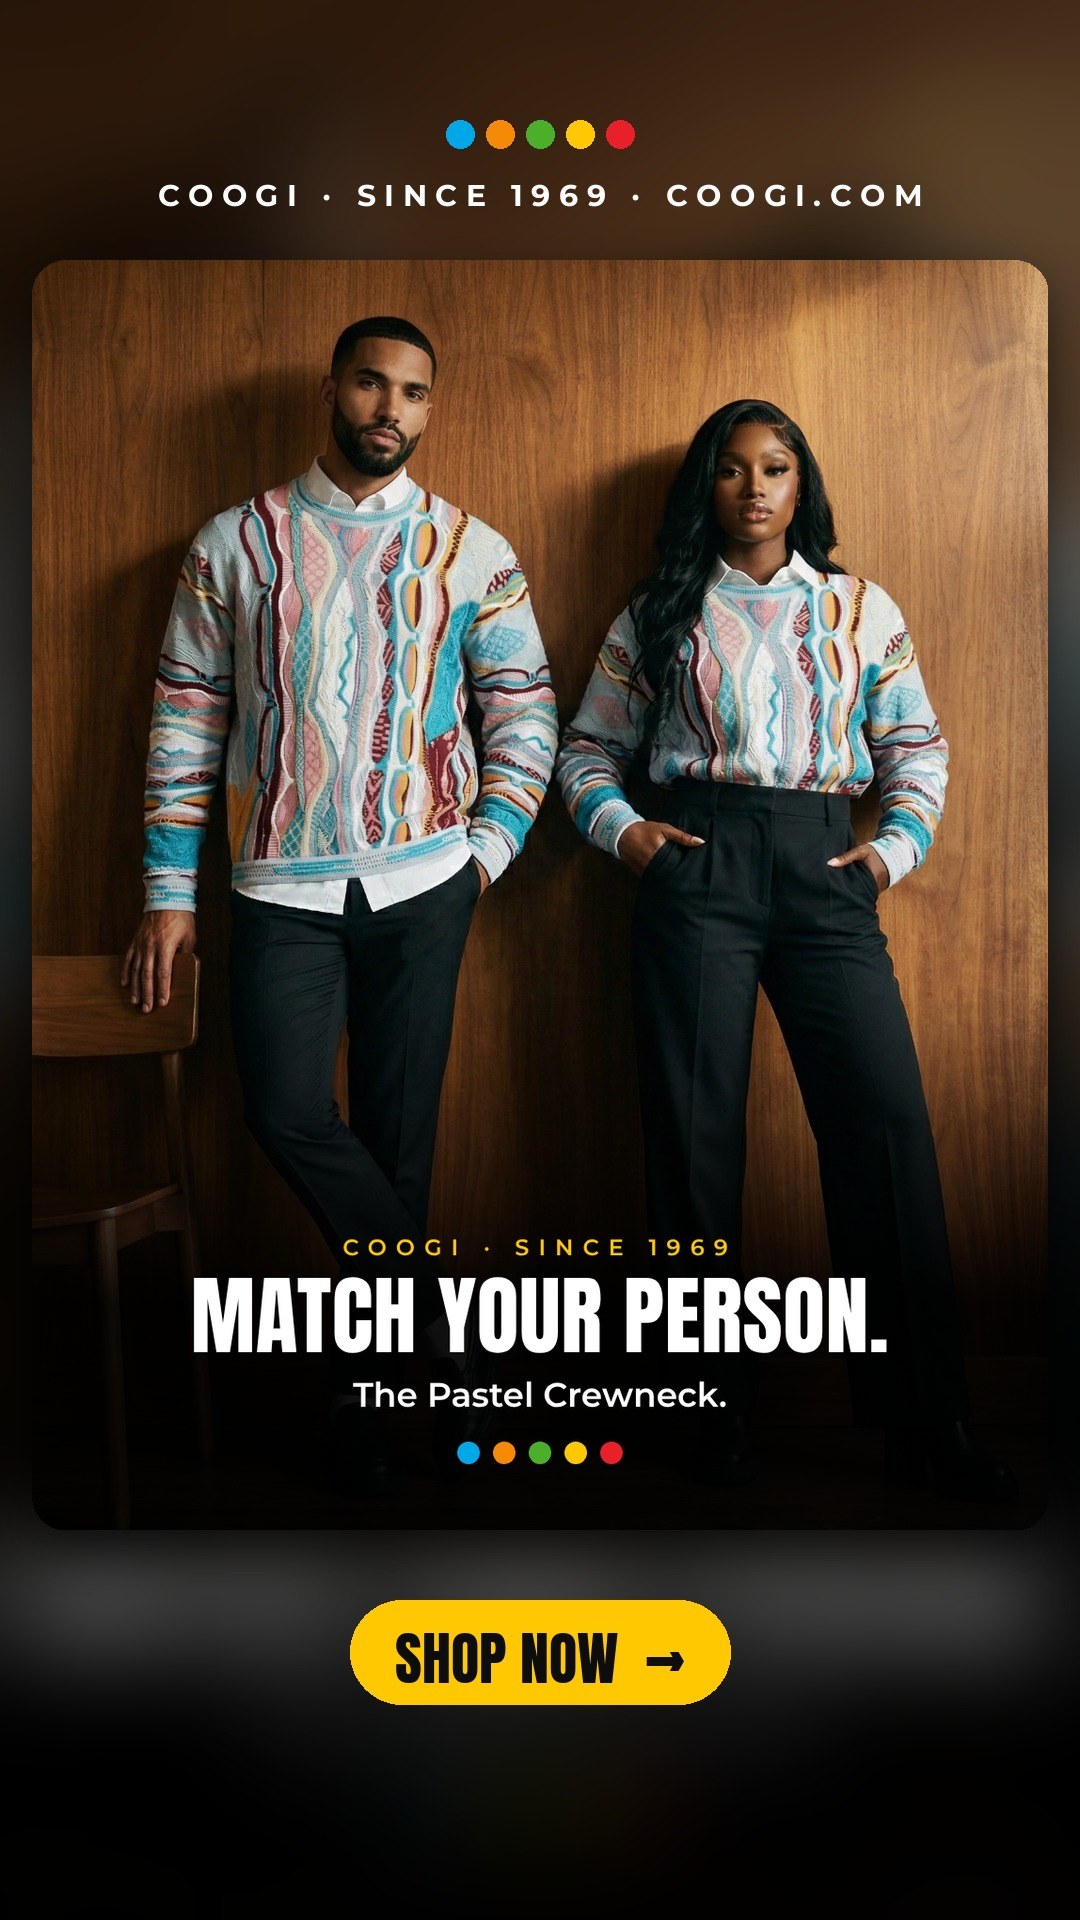 COOGI · SINCE 1969 · COOGI.COM
COOGI · SINCE 1969
MATCH YOUR PERSON.
The Pastel Crewneck.
SHOP NOW →